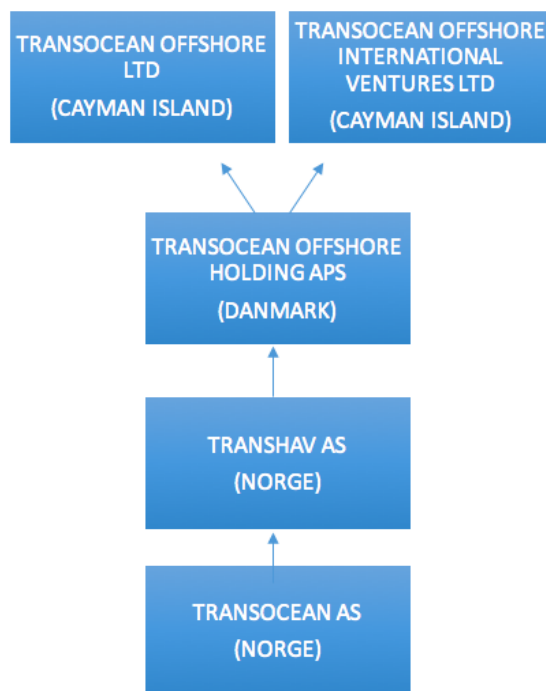 TRANSOCEAN OFFSHORE
LTD
(CAYMAN ISLAND)
TRANSOCEAN OFFSHORE
INTERNATIONAL
VENTURES LTD
(CAYMAN ISLAND)
TRANSOCEAN OFFSHORE
HOLDING APS
(DANMARK)
TRANSHAV AS
(NORGE)
TRANSOCEAN AS
(NORGE)